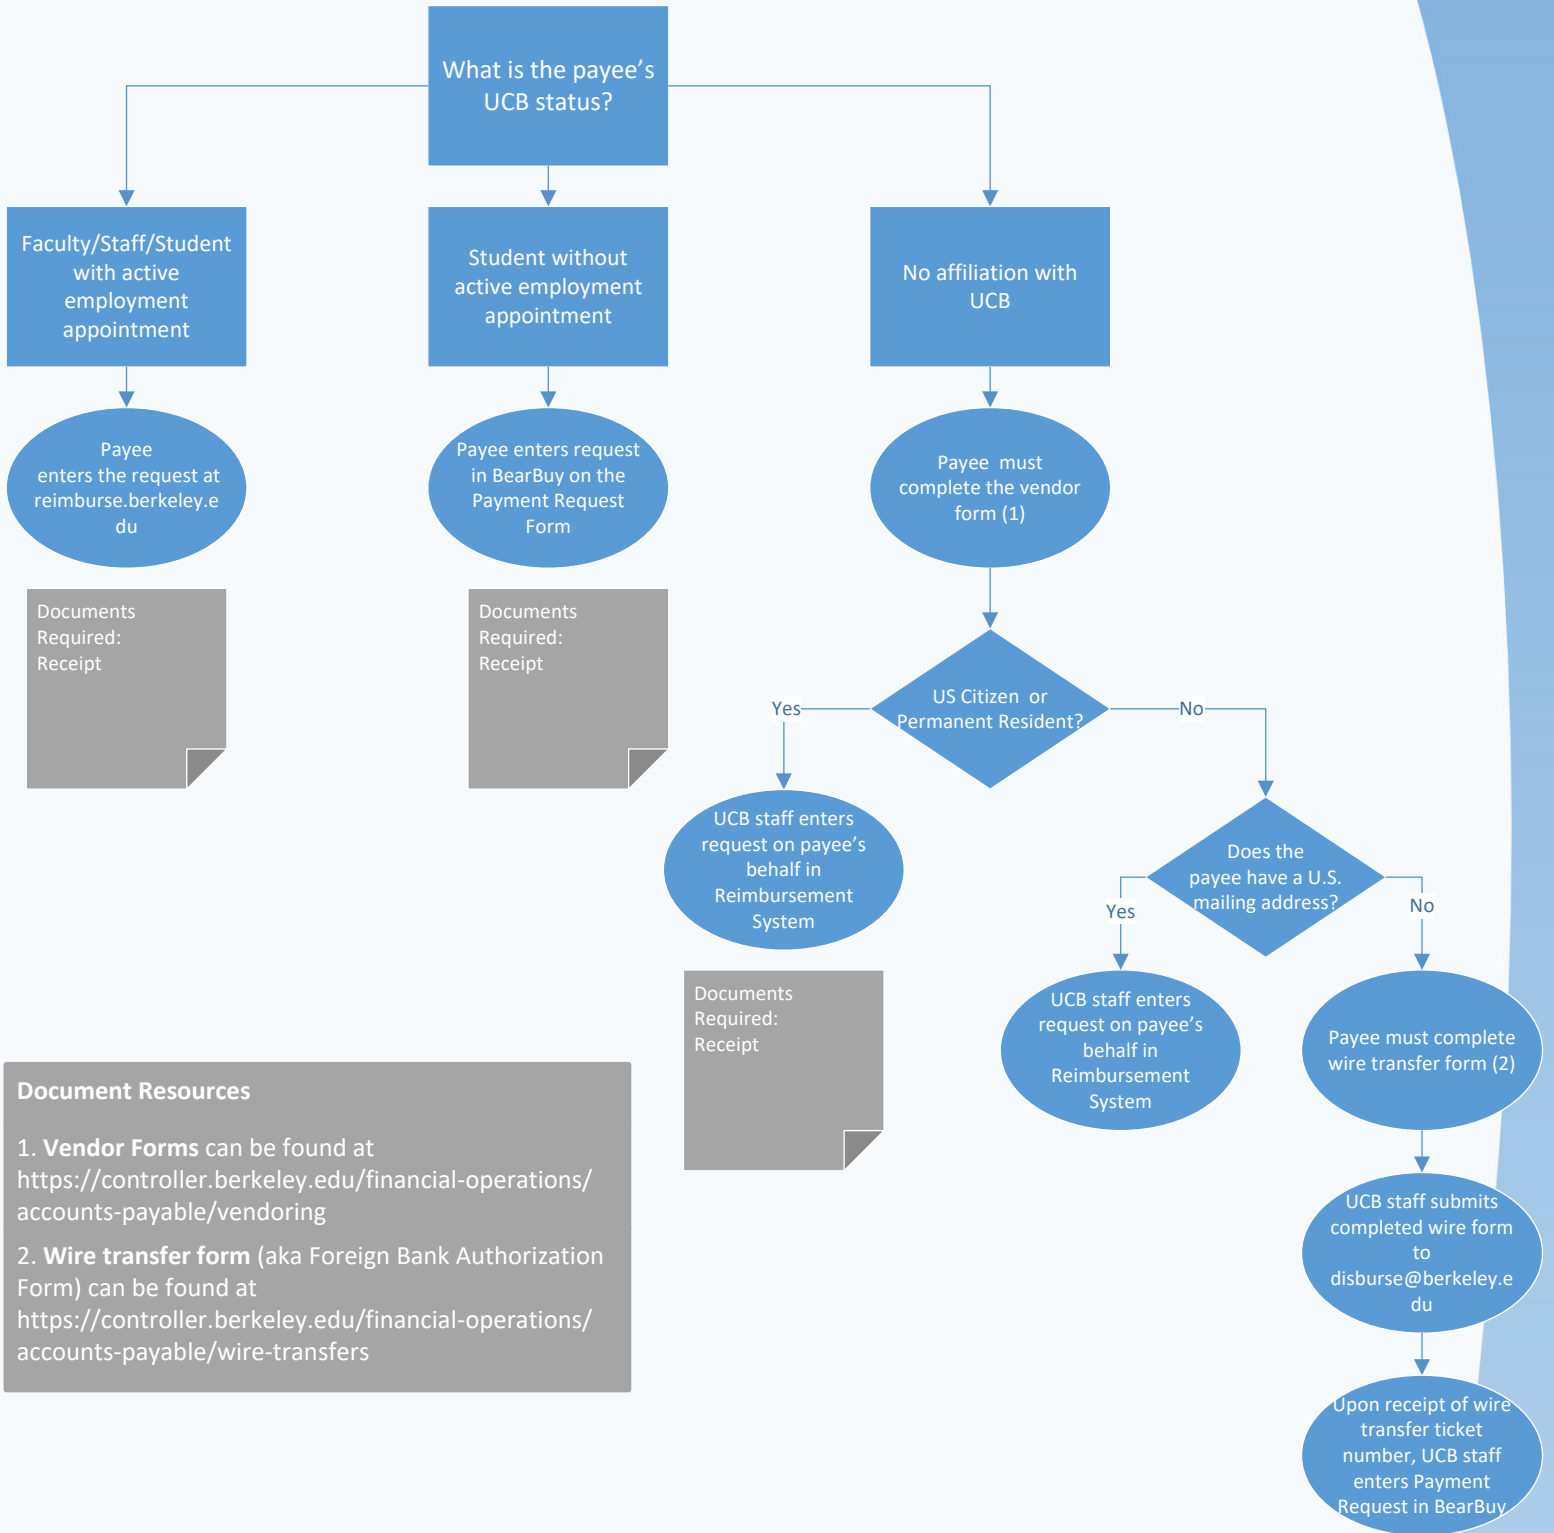 What is the payee’s
UCB status?
Faculty/Staff/Student
with active
employment
appointment
Student without
active employment
appointment
No affiliation with
UCB
Payee
enters the request at
reimburse.berkeley.e
du
Payee enters request
in BearBuy on the
Payment Request
Form
Payee  must
complete the vendor
form (1)
Documents
Required:
Receipt
Documents
Required:
Receipt
US Citizen  or
Permanent Resident?
Yes
No
UCB staff enters
request on payee’s
behalf in
Reimbursement
System
Does the
payee have a U.S.
mailing address?
Yes
No
Documents
Required:
Receipt
UCB staff enters
request on payee’s
behalf in
Reimbursement
System
Payee must complete
wire transfer form (2)
UCB staff submits
completed wire form
to
disburse@berkeley.e
du
Upon receipt of wire
transfer ticket
number, UCB staff
enters Payment
Request in BearBuy
Document Resources
1. Vendor Forms can be found at
https://controller.berkeley.edu/financial-operations/
accounts-payable/vendoring
2. Wire transfer form (aka Foreign Bank Authorization
Form) can be found at
https://controller.berkeley.edu/financial-operations/
accounts-payable/wire-transfers